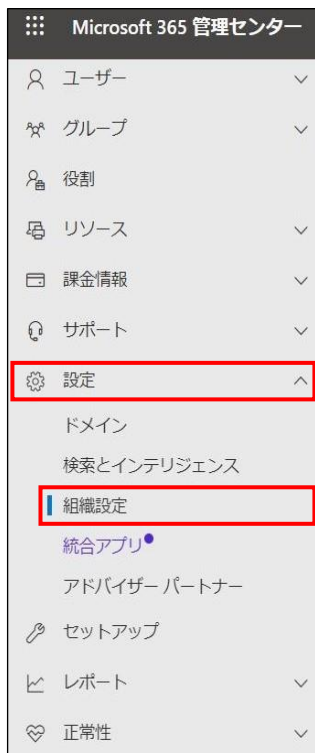 Microsoft 365 管理センター
ユーザー
グループ
役割
リソース
課金情報
サポート
設定
ドメイン
検索とインテリジェンス
組織設定
統合アプリ
アドバイザー パートナー
セットアップ
レポート
正常性